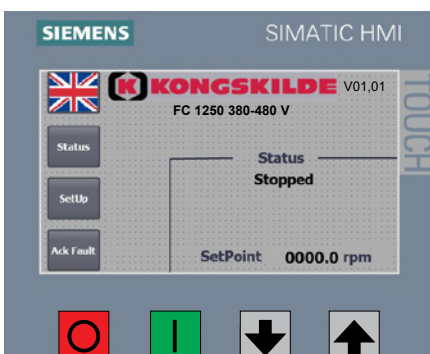 SIEMENS
SIMATIC HMI
TOUCH
KONGSKILDE V01,01
FC 1250 380-480 V
Status
Status
Stopped
SetUp
Ack Fault
SetPoint 0000.0 rpm